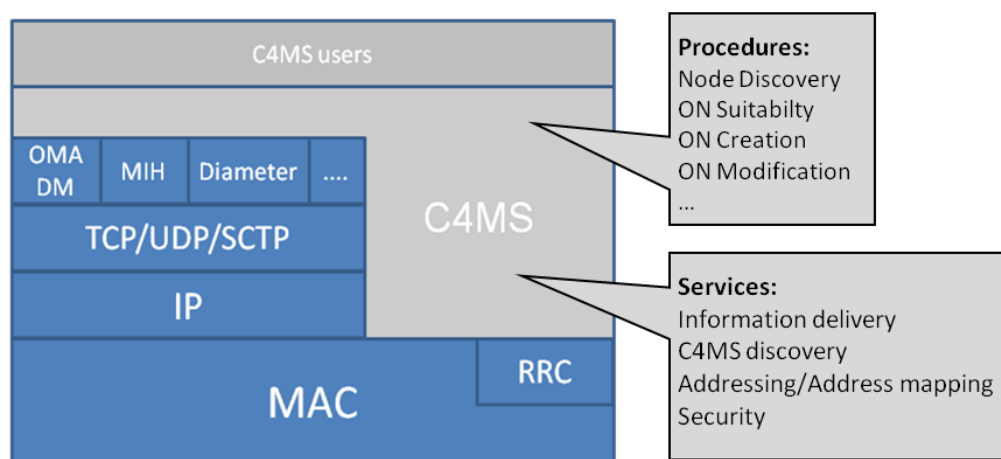 C4MS users
OMA
DM
MIH
Diameter
....
TCP/UDP/SCTP
IP
C4MS
MAC
RRC
Procedures:
Node Discovery
ON Suitabilty
ON Creation
ON Modification
...
Services:
Information delivery
C4MS discovery
Addressing/Address mapping
Security